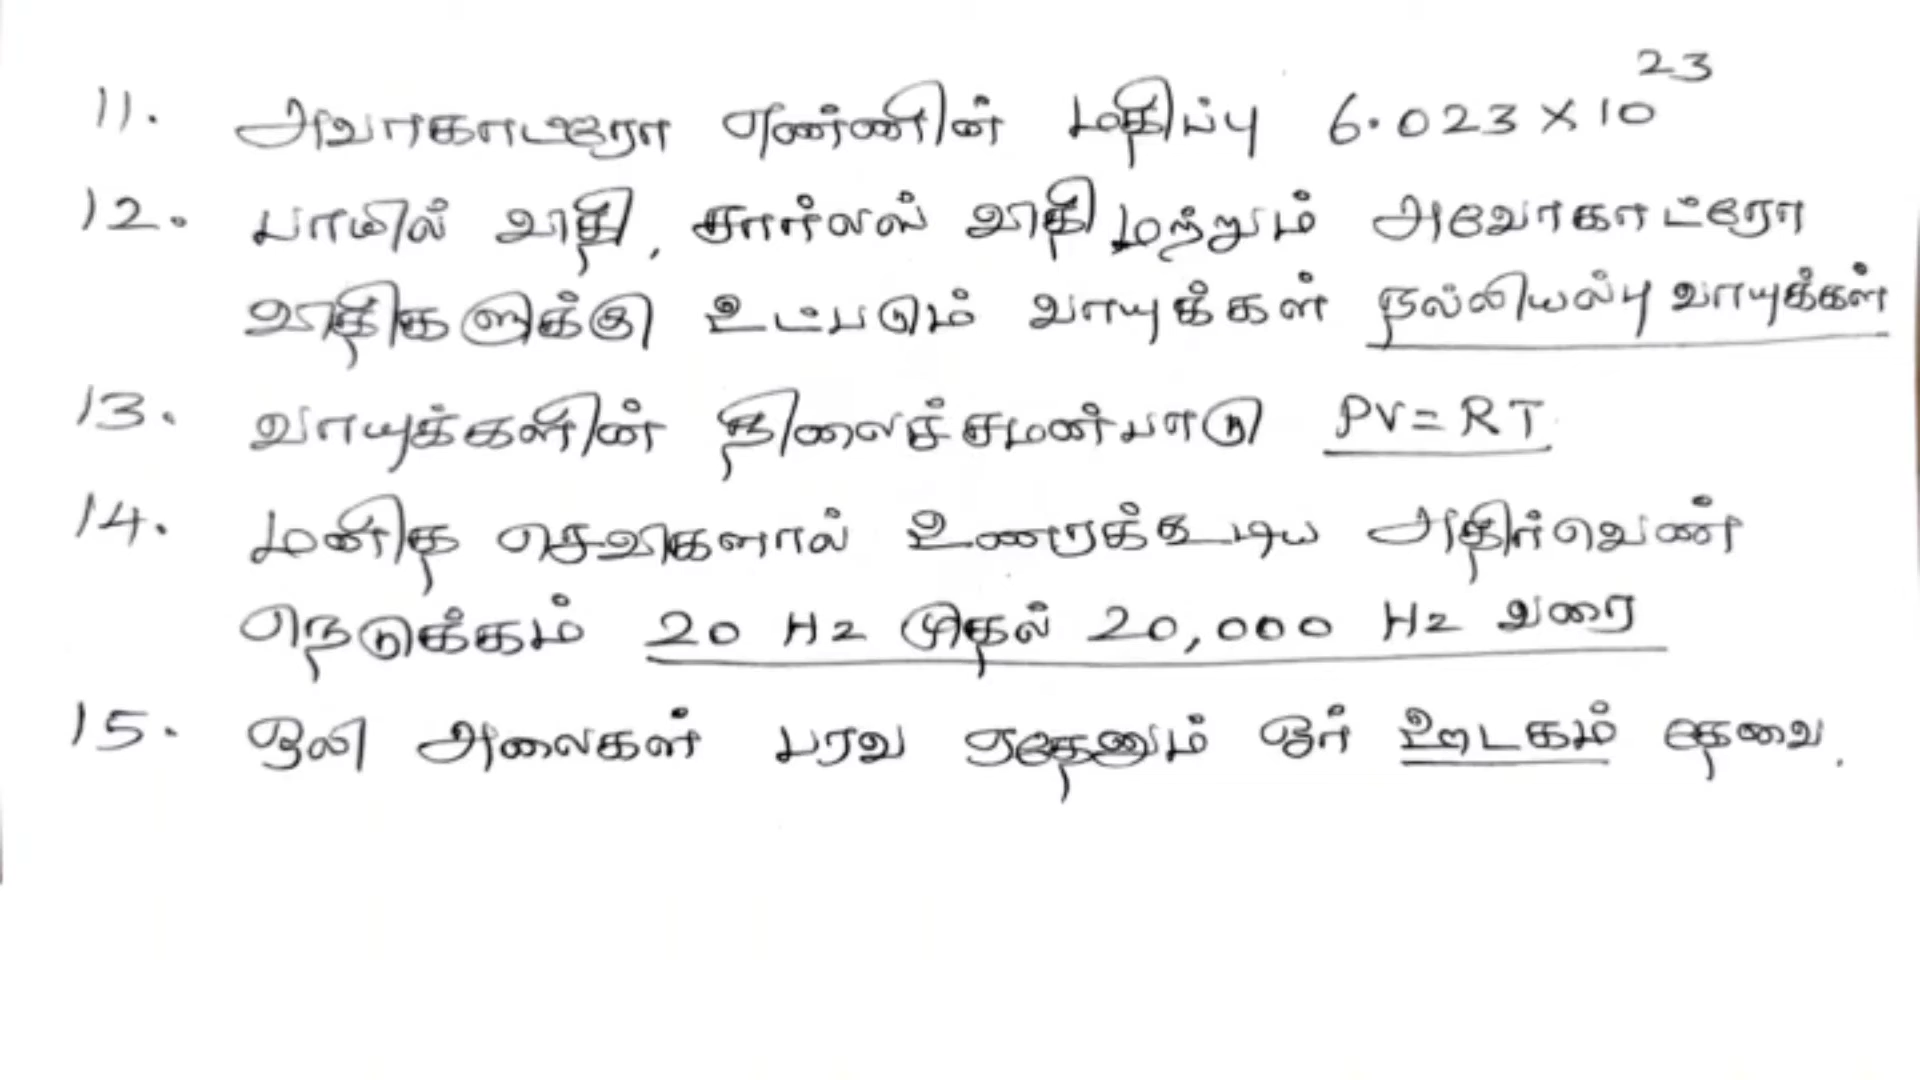 11. அவாகாட்ரோ எண்ணின் மதிப்பு 6.023 × 10²³
12. பாயில் விதி, சார்லஸ் விதி மற்றும் அவோகாட்ரோ
விதிகளுக்கு உட்படும் வாயுக்கள் நல்லியல்பு வாயுக்கள்
13. வாயுக்களின் நிலைச்சமன்பாடு PV = RT
14. மனித செவிகளால் உணரக்கூடிய அதிர்வெண்
நெடுக்கம் 20 Hz முதல் 20,000 Hz வரை
15. ஒலி அலைகள் பரவ ஏதேனும் ஓர் ஊடகம் தேவை.